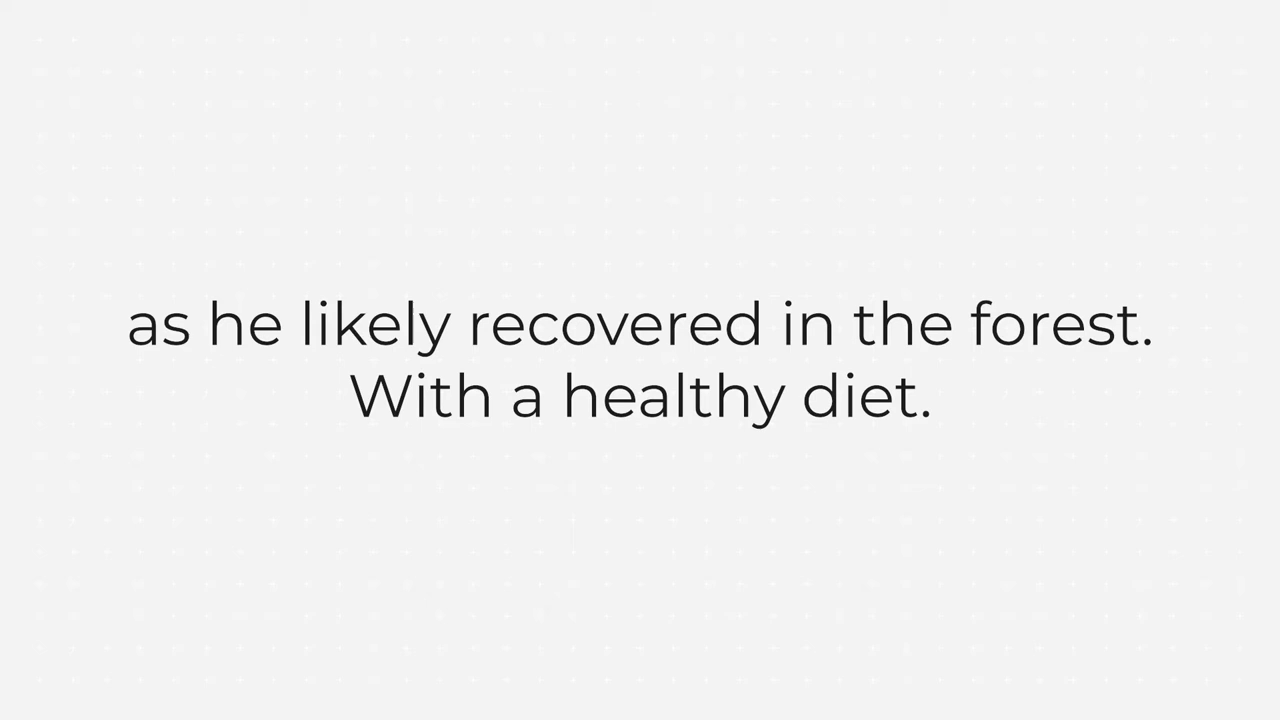 as he likely recovered in the forest.
With a healthy diet.